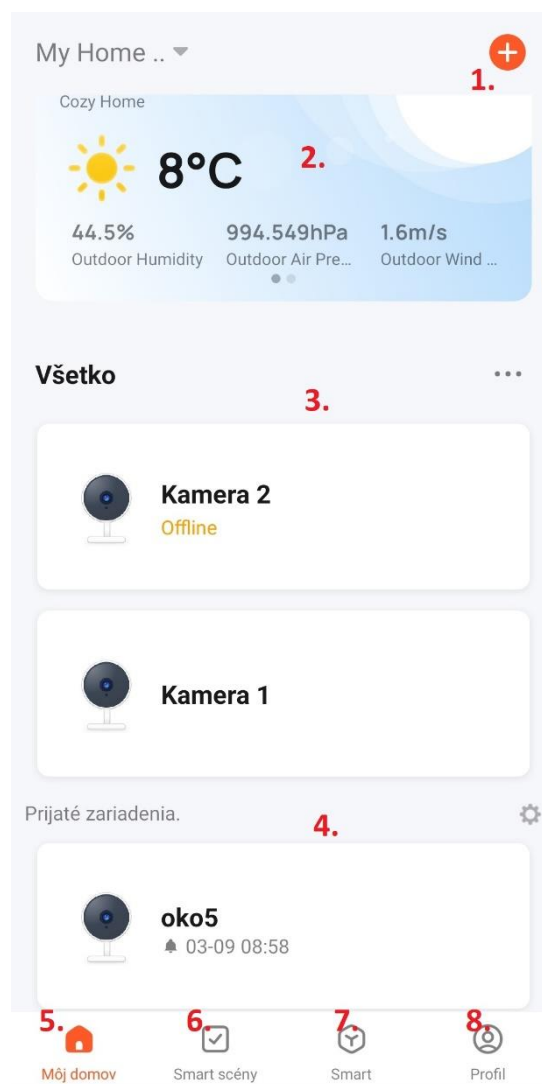 My Home ..
1.
Cozy Home
8°C
2.
44.5% 994.549hPa 1.6m/s
Outdoor Humidity Outdoor Air Pre... Outdoor Wind ...
Všetko
3.
Kamera 2
Offline
Kamera 1
Prijaté zariadenia.
4.
oko5
03-09 08:58
5. 6. 7. 8.
Môj domov Smart scény Smart Profil